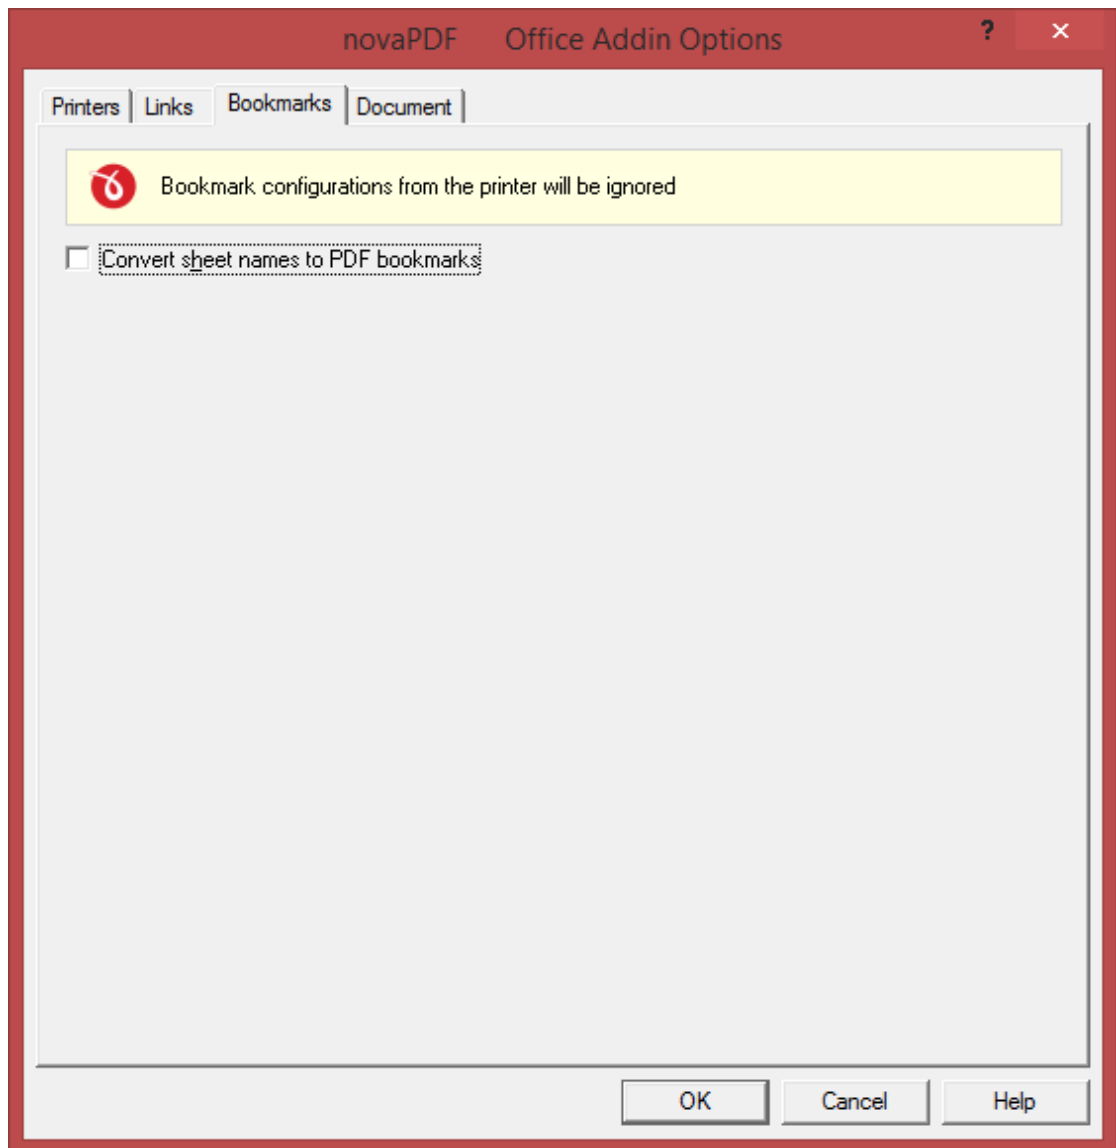 novaPDF Office Addin Options ? ×
Printers Links Bookmarks Document
Bookmark configurations from the printer will be ignored
Convert sheet names to PDF bookmarks
OK Cancel Help